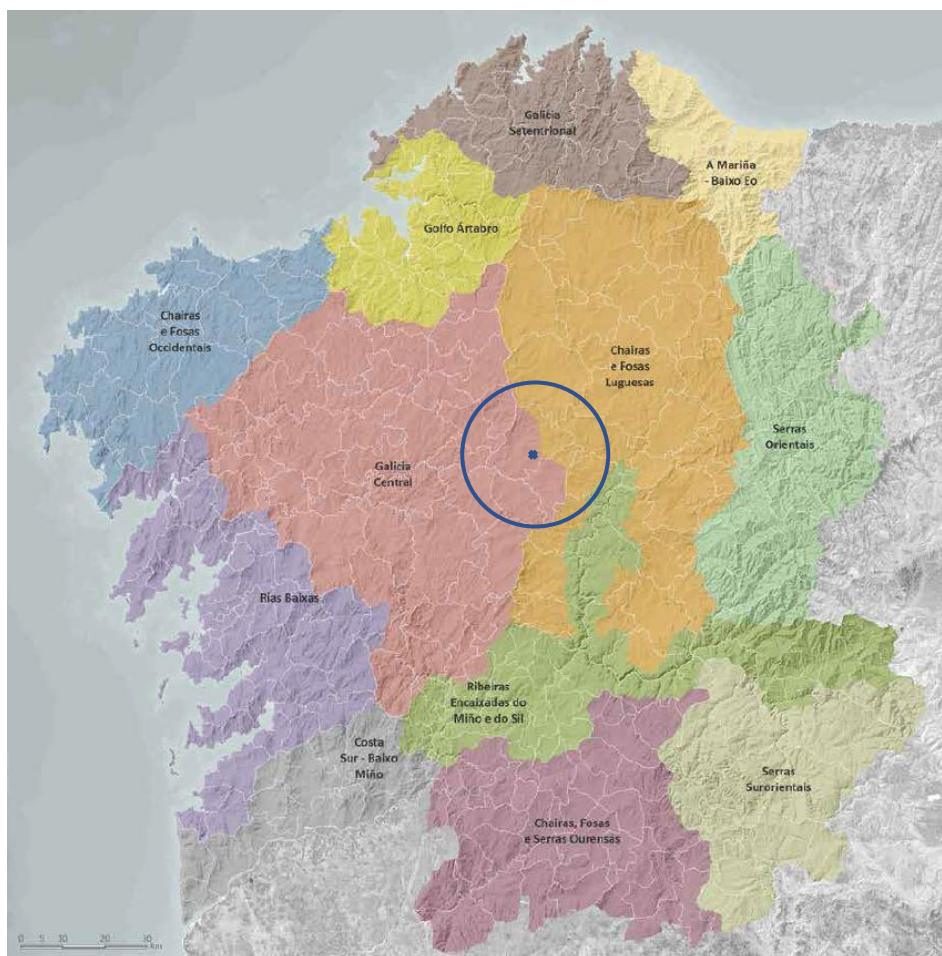 Galicia
Setentrional
A Mariña
- Baixo Eo
Golfo Ártabro
Chairas
e Fosas
Occidentais
Chairas
e Fosas
Luguesas
Serras
Orientais
Galicia
Central
Rías Baixas
Ribeiras
Encaixadas do
Miño e do Sil
Costa
Sur - Baixo
Miño
Serras
Surorientais
Chairas, Fosas
e Serras Ourensás
0 5 10 20 30
Km